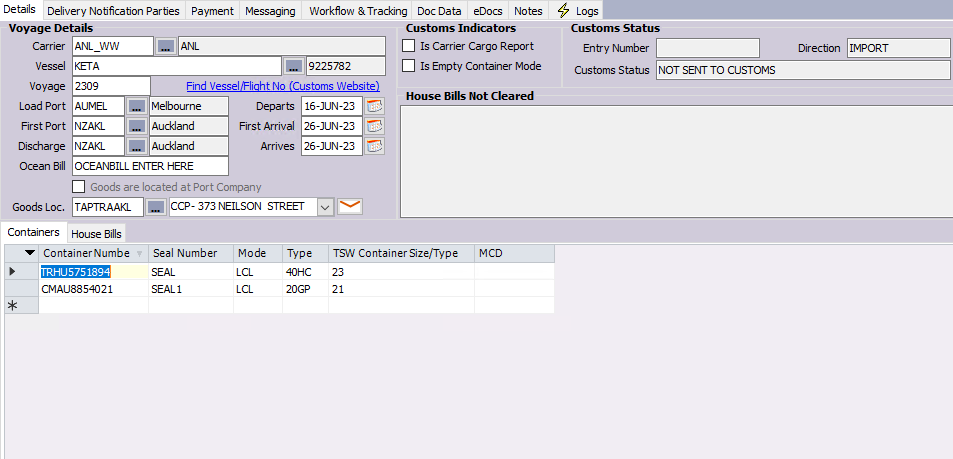 Details Delivery Notification Parties Payment Messaging Workflow & Tracking Doc Data eDocs Notes Logs
Voyage Details Customs Indicators Customs Status
Carrier ANL_WW ... ANL Is Carrier Cargo Report Entry Number Direction IMPORT
Vessel KETA ... 9225782 Is Empty Container Mode Customs Status NOT SENT TO CUSTOMS
Voyage 2309 Find Vessel/Flight No (Customs Website)
House Bills Not Cleared
Load Port AUMEL ... Melbourne Departs 16-JUN-23
First Port NZAKL ... Auckland First Arrival 26-JUN-23
Discharge NZAKL ... Auckland Arrives 26-JUN-23
Ocean Bill OCEANBILL ENTER HERE
Goods are located at Port Company
Goods Loc. TAPTRAAKL ... CCP- 373 NEILSON STREET
Containers House Bills
Container Numbe Seal Number Mode Type TSW Container Size/Type MCD
TRHU5751894 SEAL LCL 40HC 23
CMAU8854021 SEAL1 LCL 20GP 21